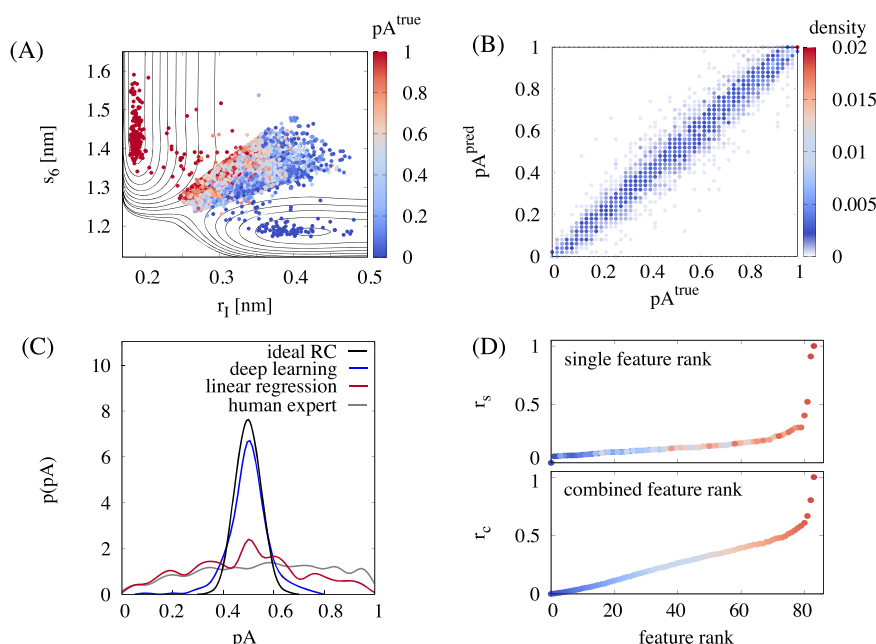 (A)
pA^true
s_6 [nm]
1.6
1.5
1.4
1.3
1.2
0.2
0.3
0.4
0.5
r_I [nm]
1
0.8
0.6
0.4
0.2
0
(B)
density
pA^pred
1
0.8
0.6
0.4
0.2
0
0
0.2
0.4
0.6
0.8
1
pA^true
0.02
0.015
0.01
0.005
0
(C)
ideal RC
deep learning
linear regression
human expert
p(pA)
10
8
6
4
2
0
0
0.2
0.4
0.6
0.8
1
pA
(D)
single feature rank
r_s
1
0.5
0
combined feature rank
r_c
1
0.5
0
0
20
40
60
80
feature rank